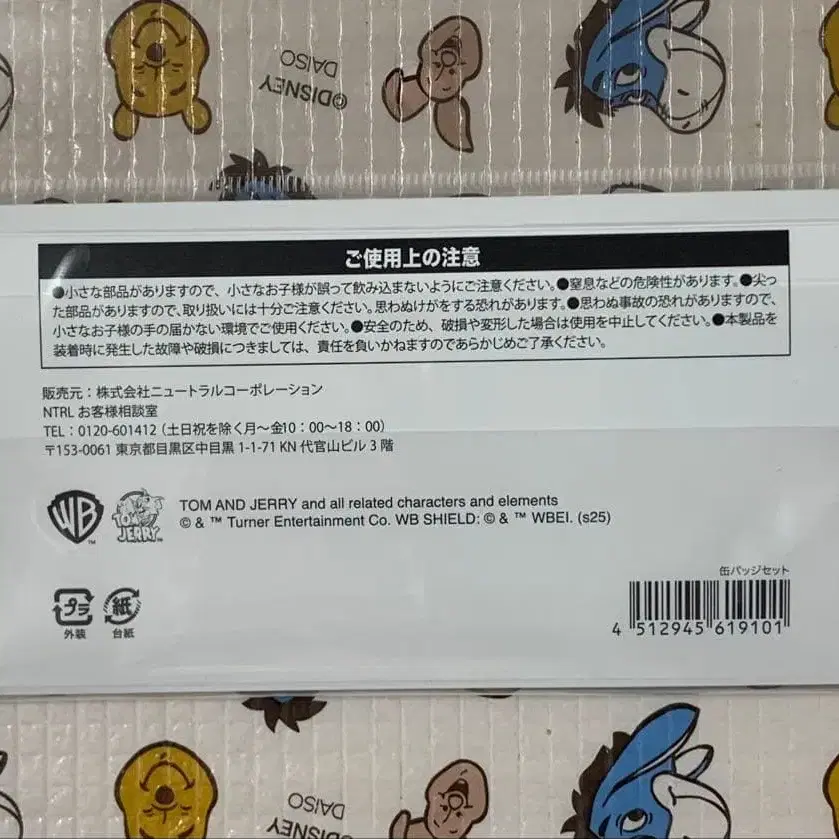 ©DISNEY
DAISO
ご使用上の注意
●小さな部品がありますので、小さなお子様が誤って飲み込まないようにご注意ください。●窒息などの危険性があります。●尖っ
た部品がありますので、取り扱いには十分ご注意ください。思わぬけがをする恐れがあります。●思わぬ事故の恐れがありますので、
小さなお子様の手の届かない環境でご使用ください。●安全のため、破損や変形した場合は使用を中止してください。●本製品を
装着時に発生した故障や破損につきましては、責任を負いかねますのであらかじめご了承ください。
販売元：株式会社ニュートラルコーポレーション
NTRL お客様相談室
TEL：0120-601412（土日祝を除く月〜金10：00〜18：00）
〒153-0061 東京都目黒区中目黒 1-1-71 KN 代官山ビル 3 階
WB
TM
TOM AND JERRY
TOM AND JERRY and all related characters and elements
© & ™ Turner Entertainment Co. WB SHIELD: © & ™ WBEI. (s25)
缶バッジセット
プラ
外装
紙
台紙
4 512945 619101
©DISNEY
DAISO